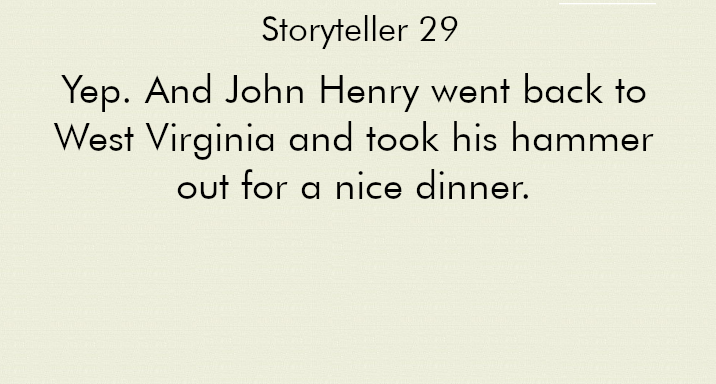 Storyteller 29
Yep. And John Henry went back to
West Virginia and took his hammer
out for a nice dinner.